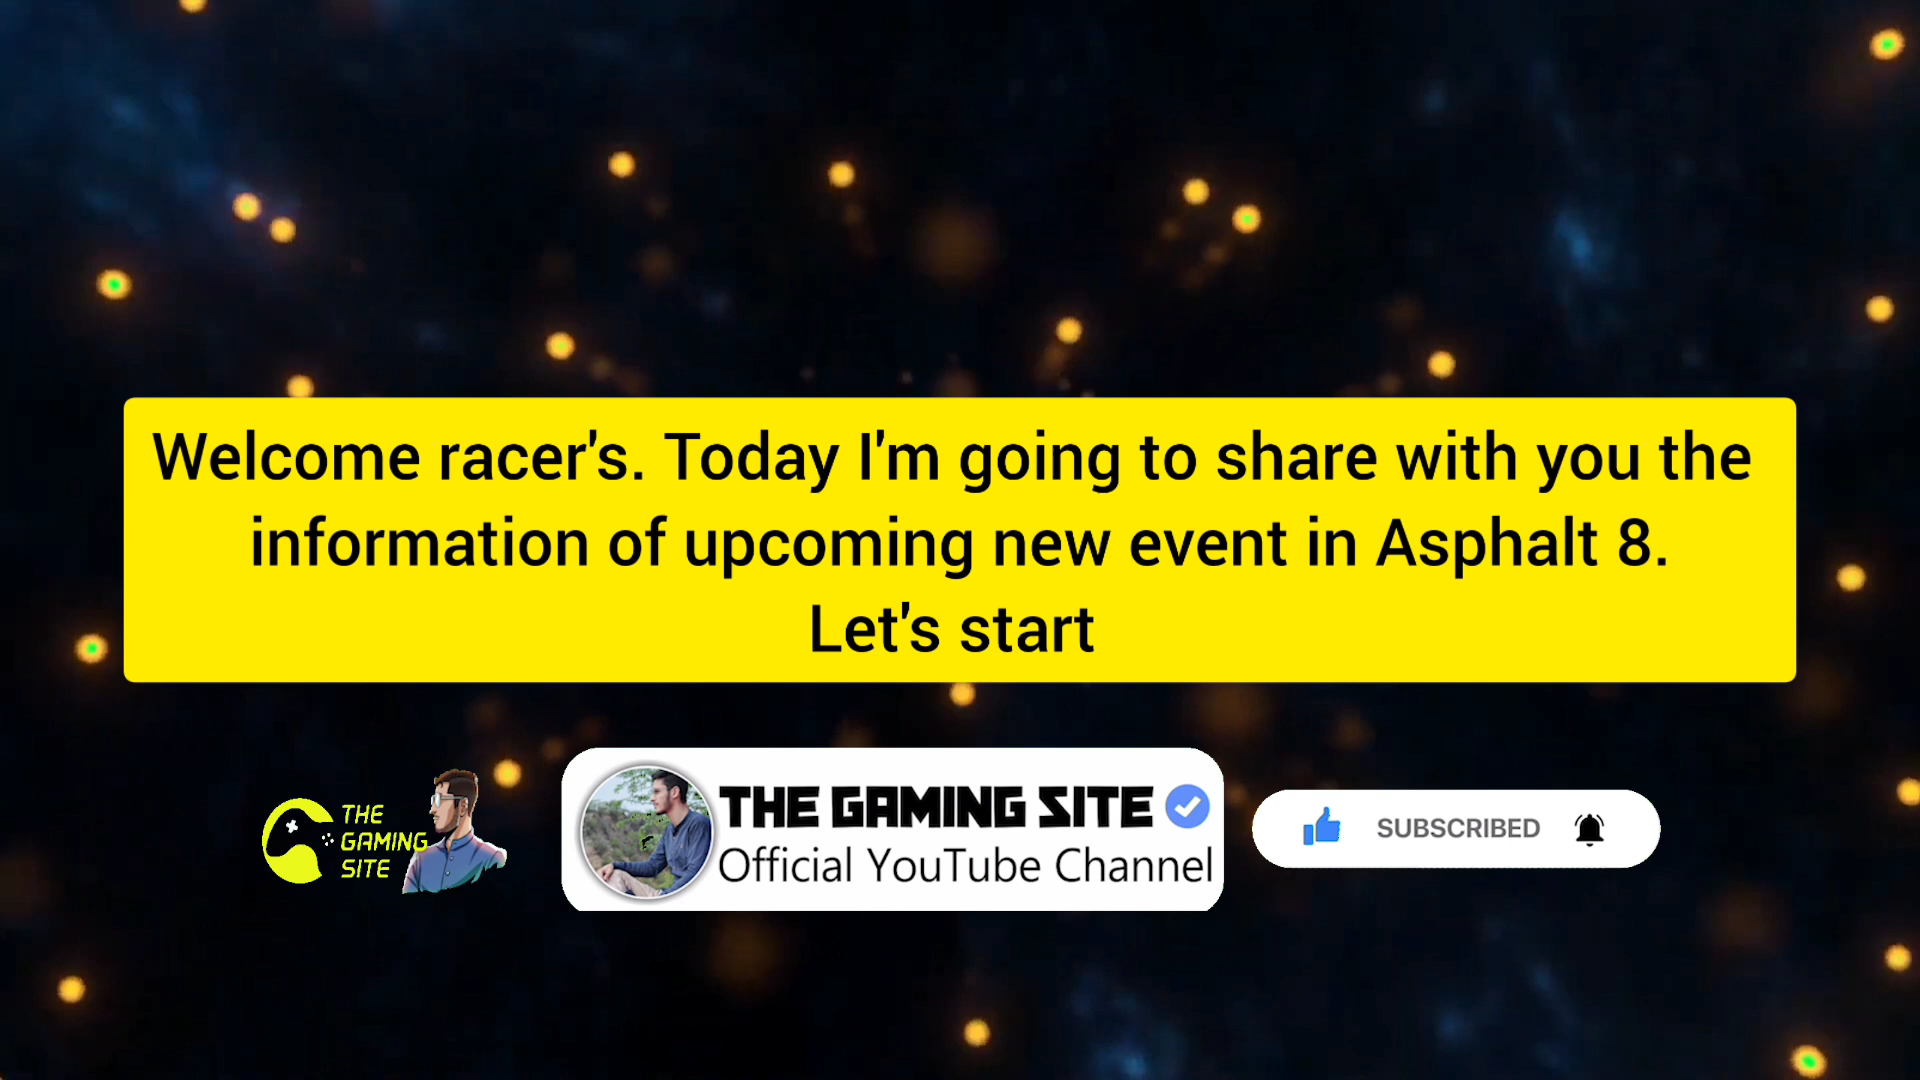 Welcome racer's. Today I'm going to share with you the
information of upcoming new event in Asphalt 8.
Let's start
THE
GAMING
SITE
THE GAMING SITE
Official YouTube Channel
SUBSCRIBED